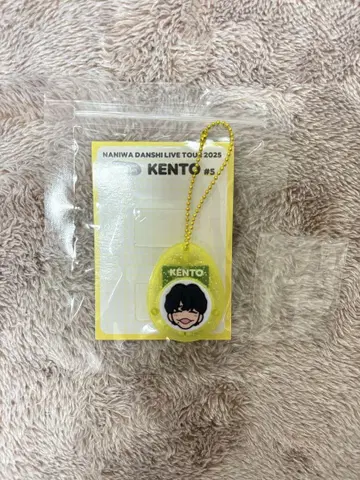 NANIWA DANSHI LIVE TOUR 2025
KENTO #5
KENTO